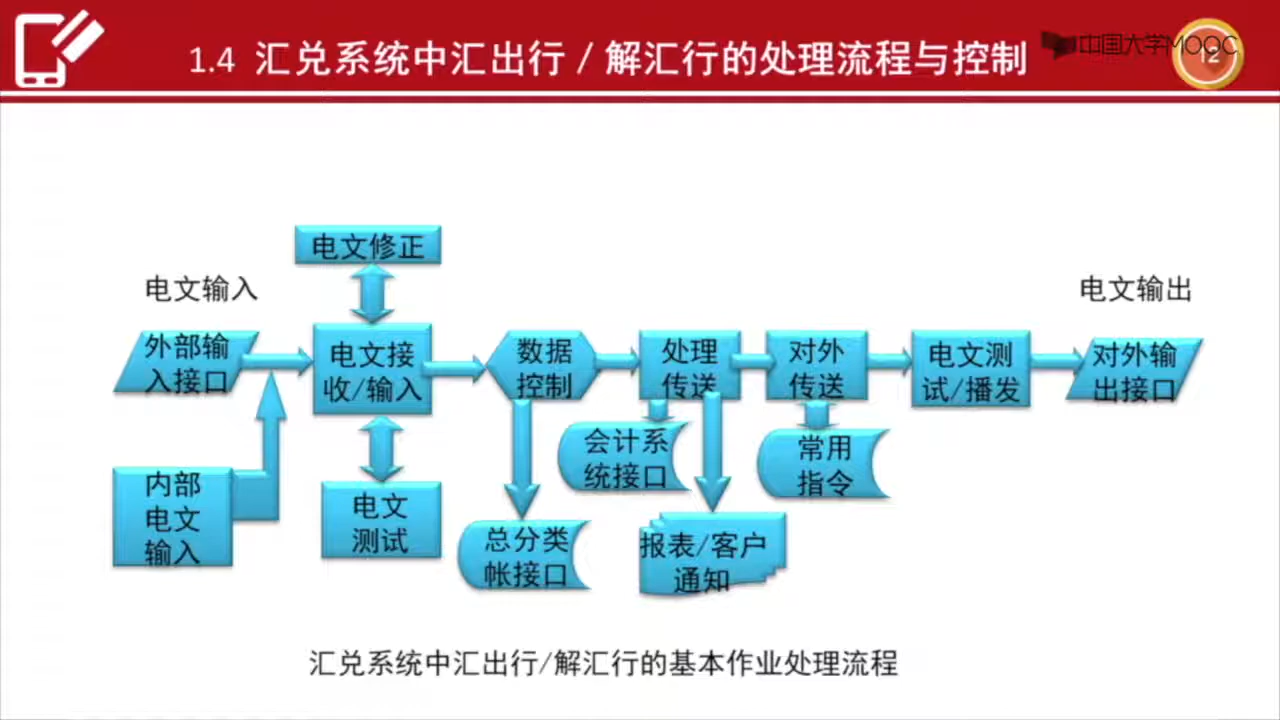 1.4 汇兑系统中汇出行/解汇行的处理流程与控制
中国大学MOOC
12
电文修正
电文输入
电文输出
外部输
入接口
电文接
收/输入
数据
控制
处理
传送
对外
传送
电文测
试/播发
对外输
出接口
内部
电文
输入
电文
测试
会计系
统接口
常用
指令
总分类
帐接口
报表/客户
通知
汇兑系统中汇出行/解汇行的基本作业处理流程